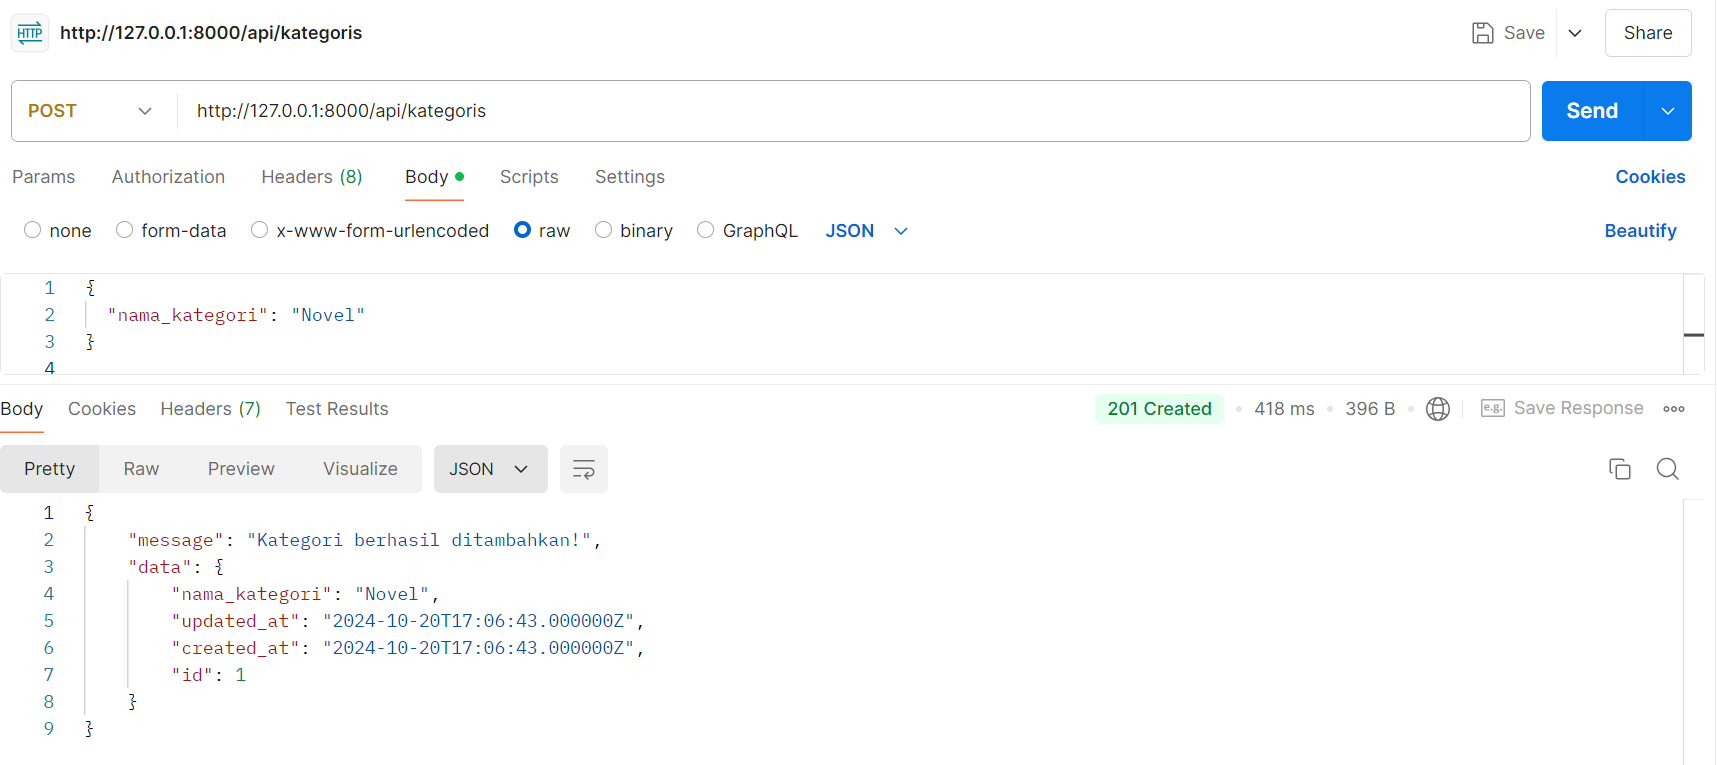 HTTP http://127.0.0.1:8000/api/kategoris Save Share
POST http://127.0.0.1:8000/api/kategoris Send
Params Authorization Headers (8) Body Scripts Settings Cookies
none form-data x-www-form-urlencoded raw binary GraphQL JSON Beautify
1 {
2 "nama_kategori": "Novel"
3 }
4
Body Cookies Headers (7) Test Results 201 Created 418 ms 396 B e.g. Save Response
Pretty Raw Preview Visualize JSON
1 {
2 "message": "Kategori berhasil ditambahkan!",
3 "data": {
4 "nama_kategori": "Novel",
5 "updated_at": "2024-10-20T17:06:43.000000Z",
6 "created_at": "2024-10-20T17:06:43.000000Z",
7 "id": 1
8 }
9 }